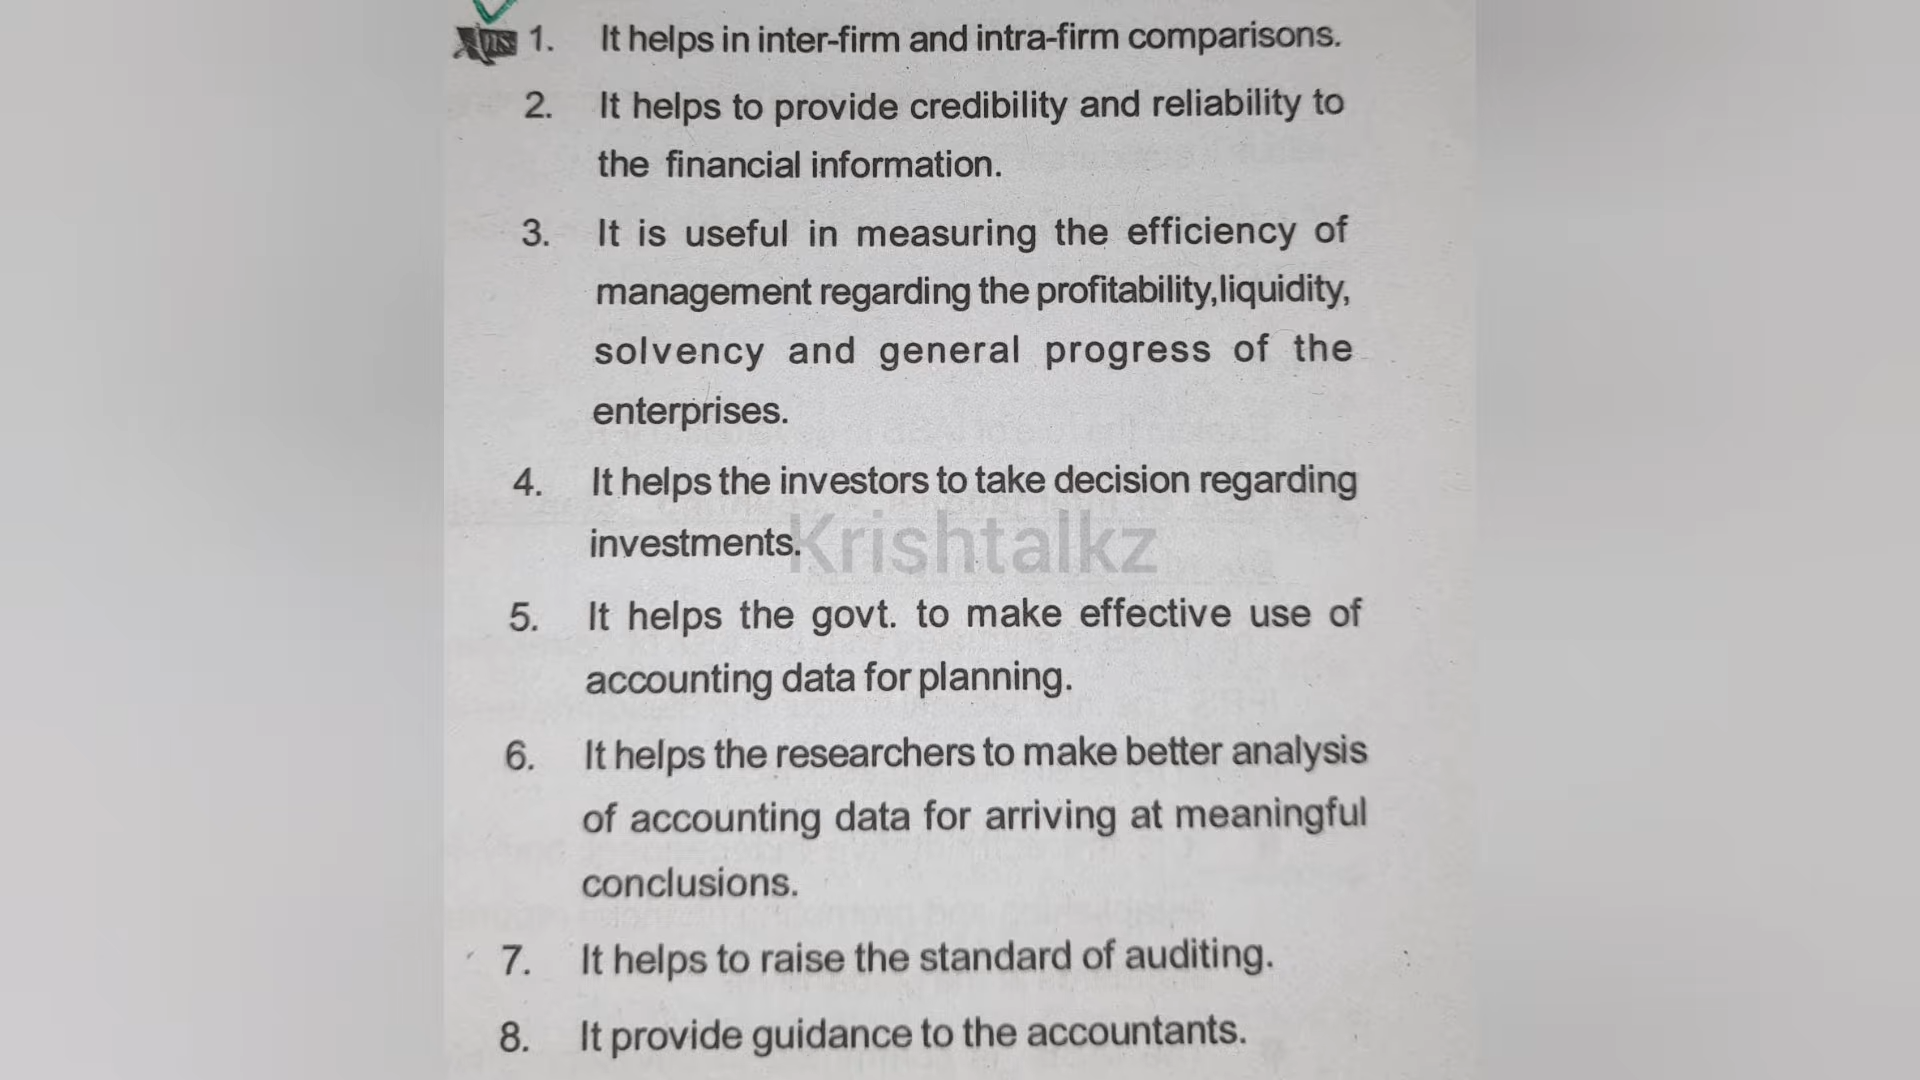 Ans 1. It helps in inter-firm and intra-firm comparisons.
2. It helps to provide credibility and reliability to
the financial information.
3. It is useful in measuring the efficiency of
management regarding the profitability,liquidity,
solvency and general progress of the
enterprises.
4. It helps the investors to take decision regarding
investments.
Krishtalkz
5. It helps the govt. to make effective use of
accounting data for planning.
6. It helps the researchers to make better analysis
of accounting data for arriving at meaningful
conclusions.
7. It helps to raise the standard of auditing.
8. It provide guidance to the accountants.